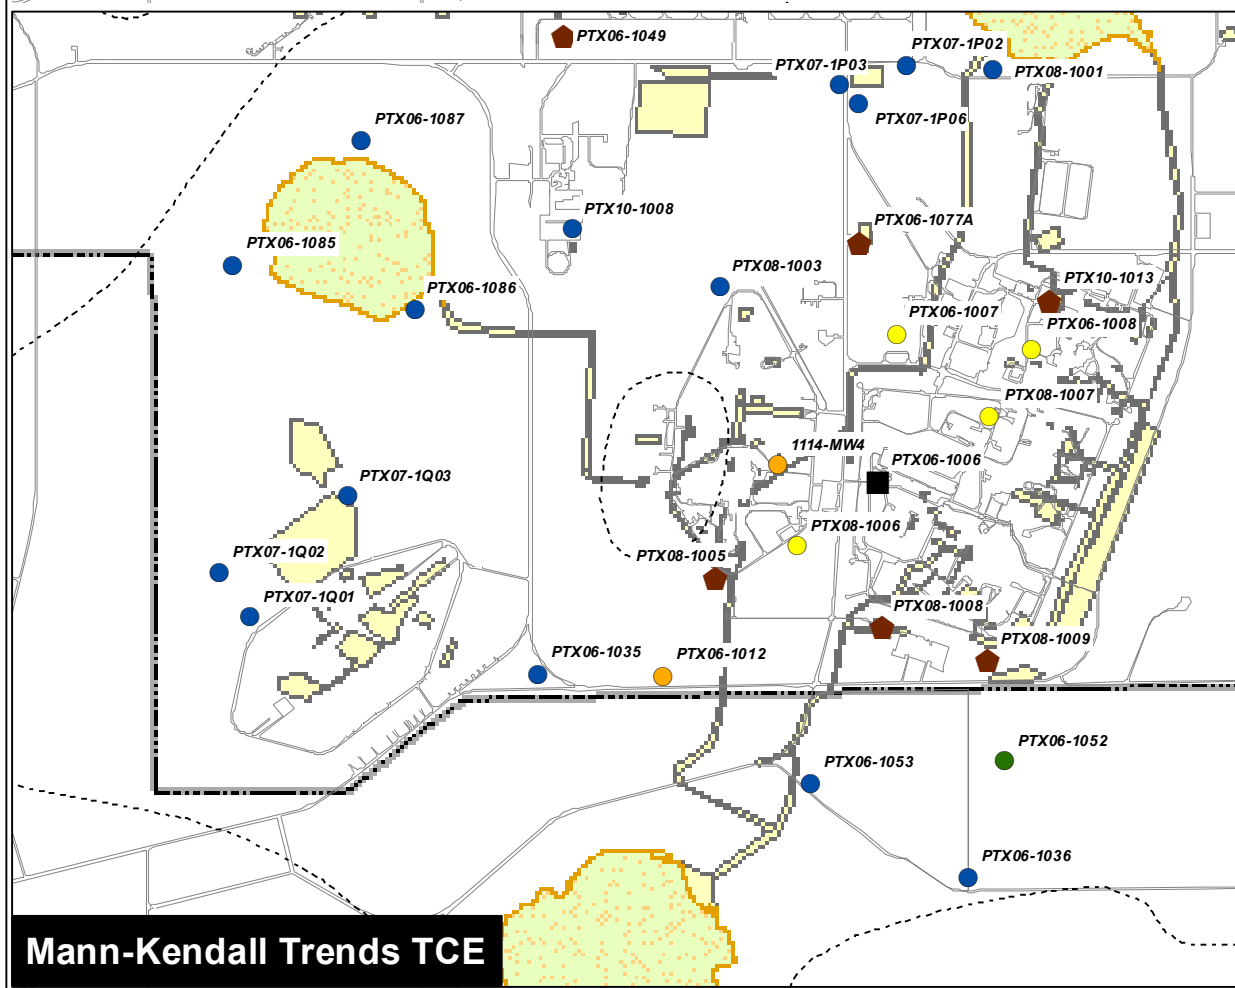 PTX06-1049
PTX07-1P02
PTX07-1P03
PTX08-1001
PTX07-1P06
PTX06-1087
PTX10-1008
PTX06-1077A
PTX06-1085
PTX08-1003
PTX10-1013
PTX06-1086
PTX06-1007
PTX06-1008
PTX08-1007
1114-MW4
PTX06-1006
PTX07-1Q03
PTX08-1006
PTX07-1Q02
PTX08-1005
PTX07-1Q01
PTX08-1008
PTX08-1009
PTX06-1035
PTX06-1012
PTX06-1052
PTX06-1053
PTX06-1036
Mann-Kendall Trends TCE